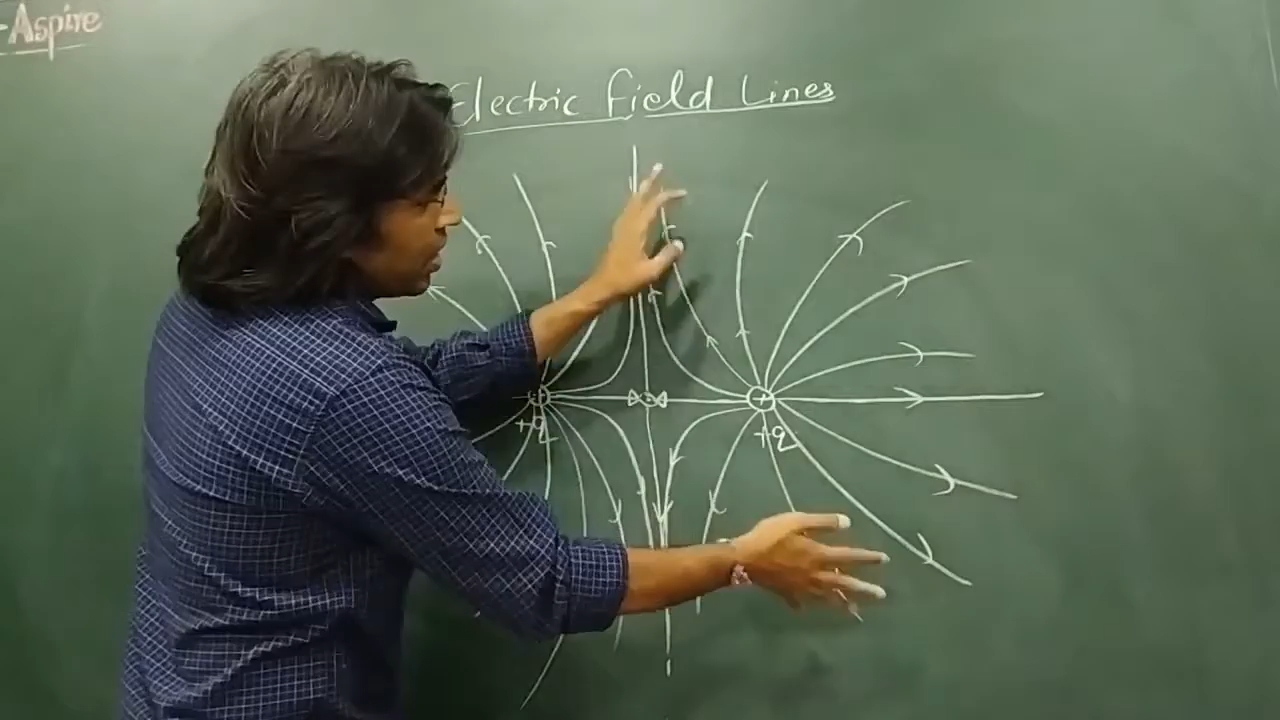 Aspire
Electric Field Lines
+ +
+q +q